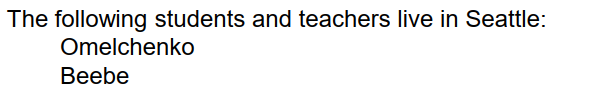 The following students and teachers live in Seattle:
Omelchenko
Beebe